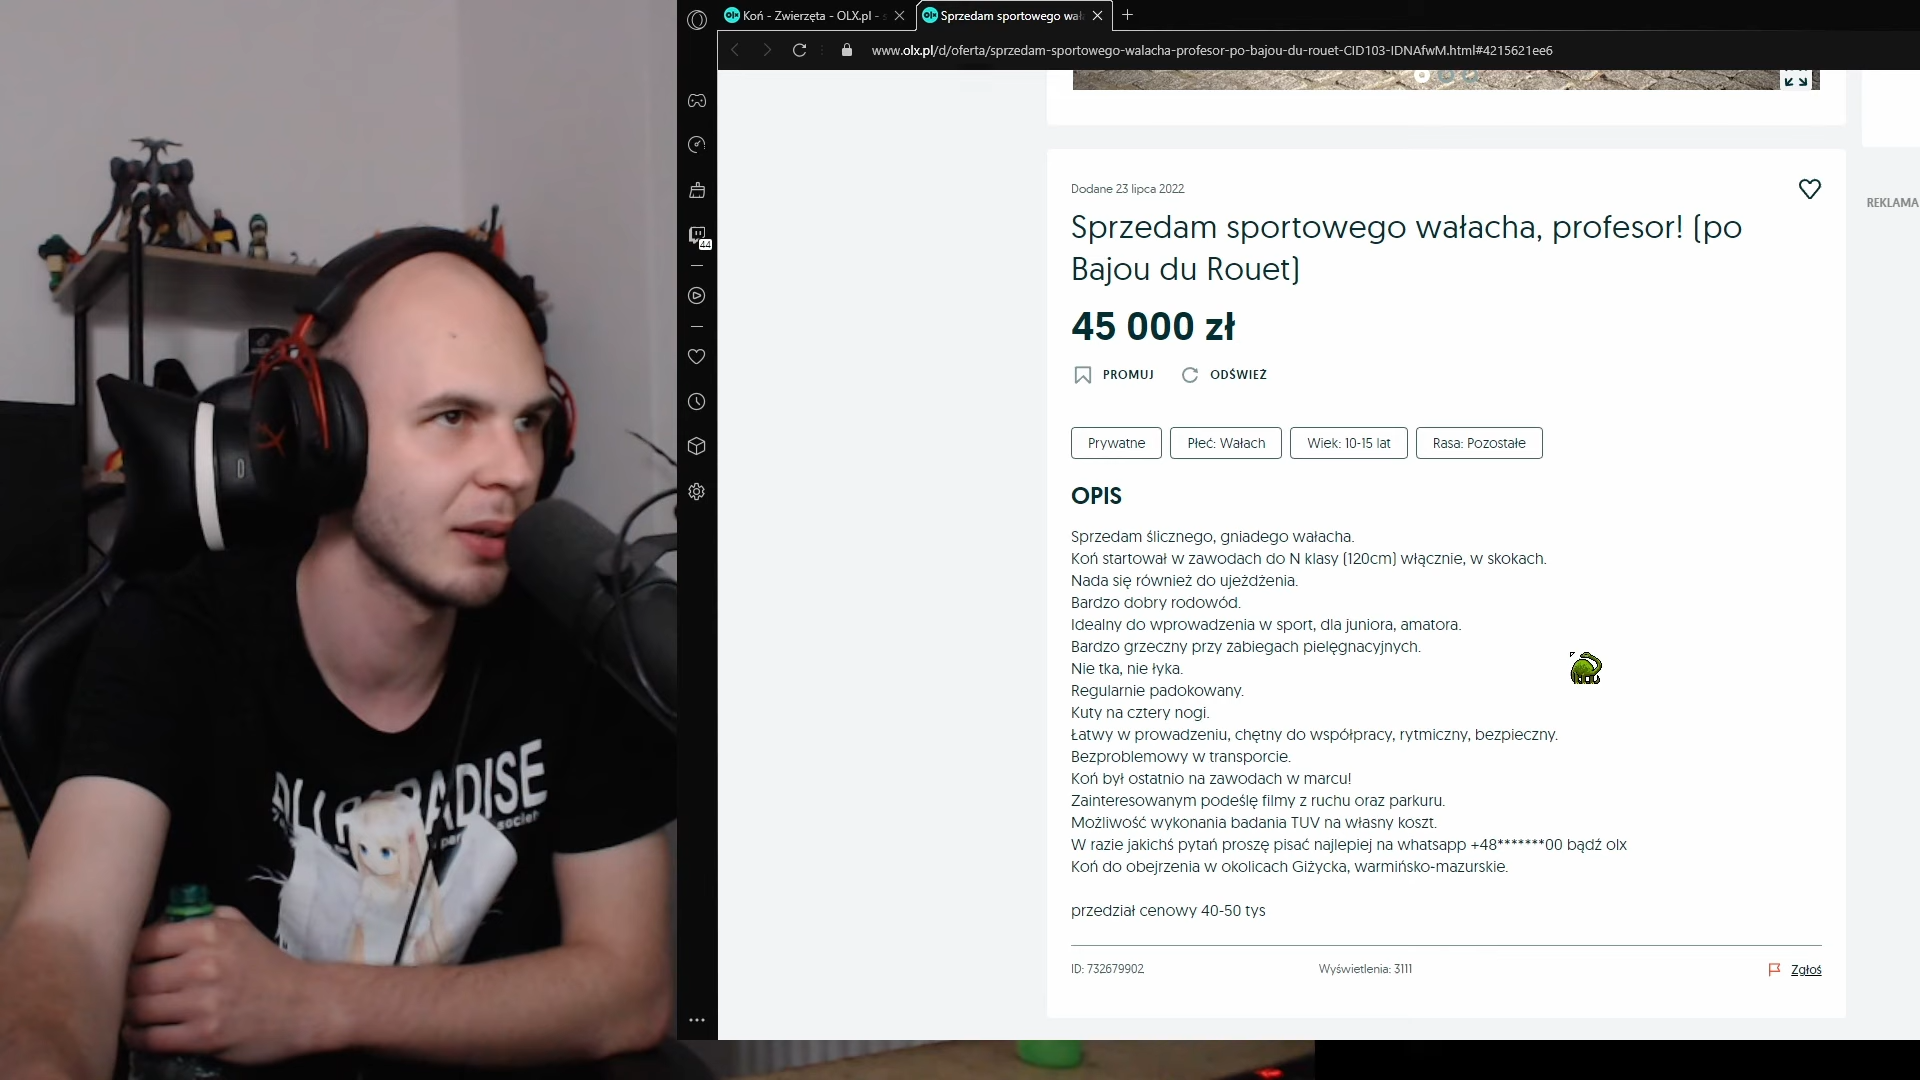 Koń - Zwierzęta - OLX.pl -
Sprzedam sportowego wał
www.olx.pl/d/oferta/sprzedam-sportowego-walacha-profesor-po-bajou-du-rouet-CID103-IDNAfwM.html#4215621ee6
44
Dodane 23 lipca 2022
REKLAMA
Sprzedam sportowego wałacha, profesor! (po
Bajou du Rouet)
45 000 zł
PROMUJ
ODŚWIEŻ
Prywatne
Płeć: Wałach
Wiek: 10-15 lat
Rasa: Pozostałe
OPIS
Sprzedam ślicznego, gniadego wałacha.
Koń startował w zawodach do N klasy (120cm) włącznie, w skokach.
Nada się również do ujeżdżenia.
Bardzo dobry rodowód.
Idealny do wprowadzenia w sport, dla juniora, amatora.
Bardzo grzeczny przy zabiegach pielęgnacyjnych.
Nie tka, nie łyka.
Regularnie padokowany.
Kuty na cztery nogi.
Łatwy w prowadzeniu, chętny do współpracy, rytmiczny, bezpieczny.
Bezproblemowy w transporcie.
Koń był ostatnio na zawodach w marcu!
Zainteresowanym podeślę filmy z ruchu oraz parkuru.
Możliwość wykonania badania TUV na własny koszt.
W razie jakichś pytań proszę pisać najlepiej na whatsapp +48*******00 bądź olx
Koń do obejrzenia w okolicach Giżycka, warmińsko-mazurskie.
przedział cenowy 40-50 tys
ID: 732679902
Wyświetlenia: 3111
Zgłoś